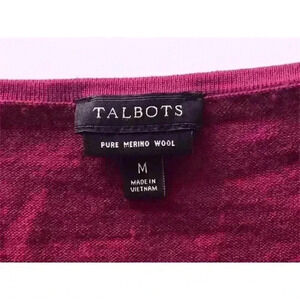 TALBOTS
PURE MERINO WOOL
M
MADE IN
VIETNAM